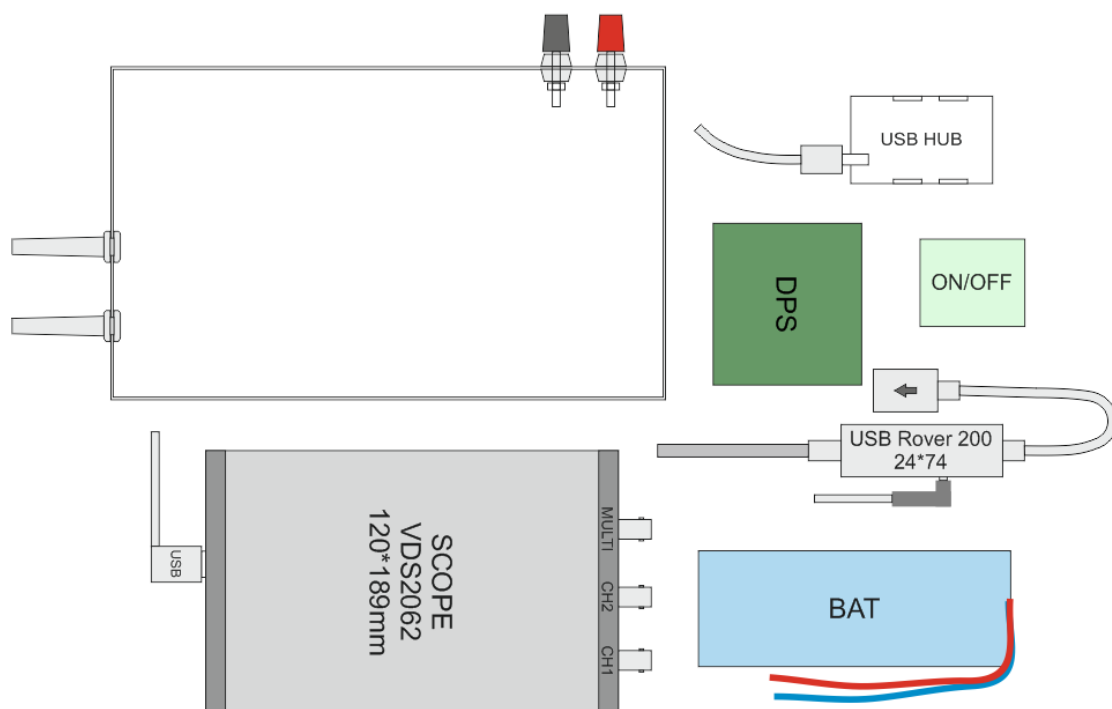 USB HUB
DPS
ON/OFF
USB Rover 200
24*74
SCOPE
VDS2062
120*189mm
USB
MULTI
CH2
CH1
BAT